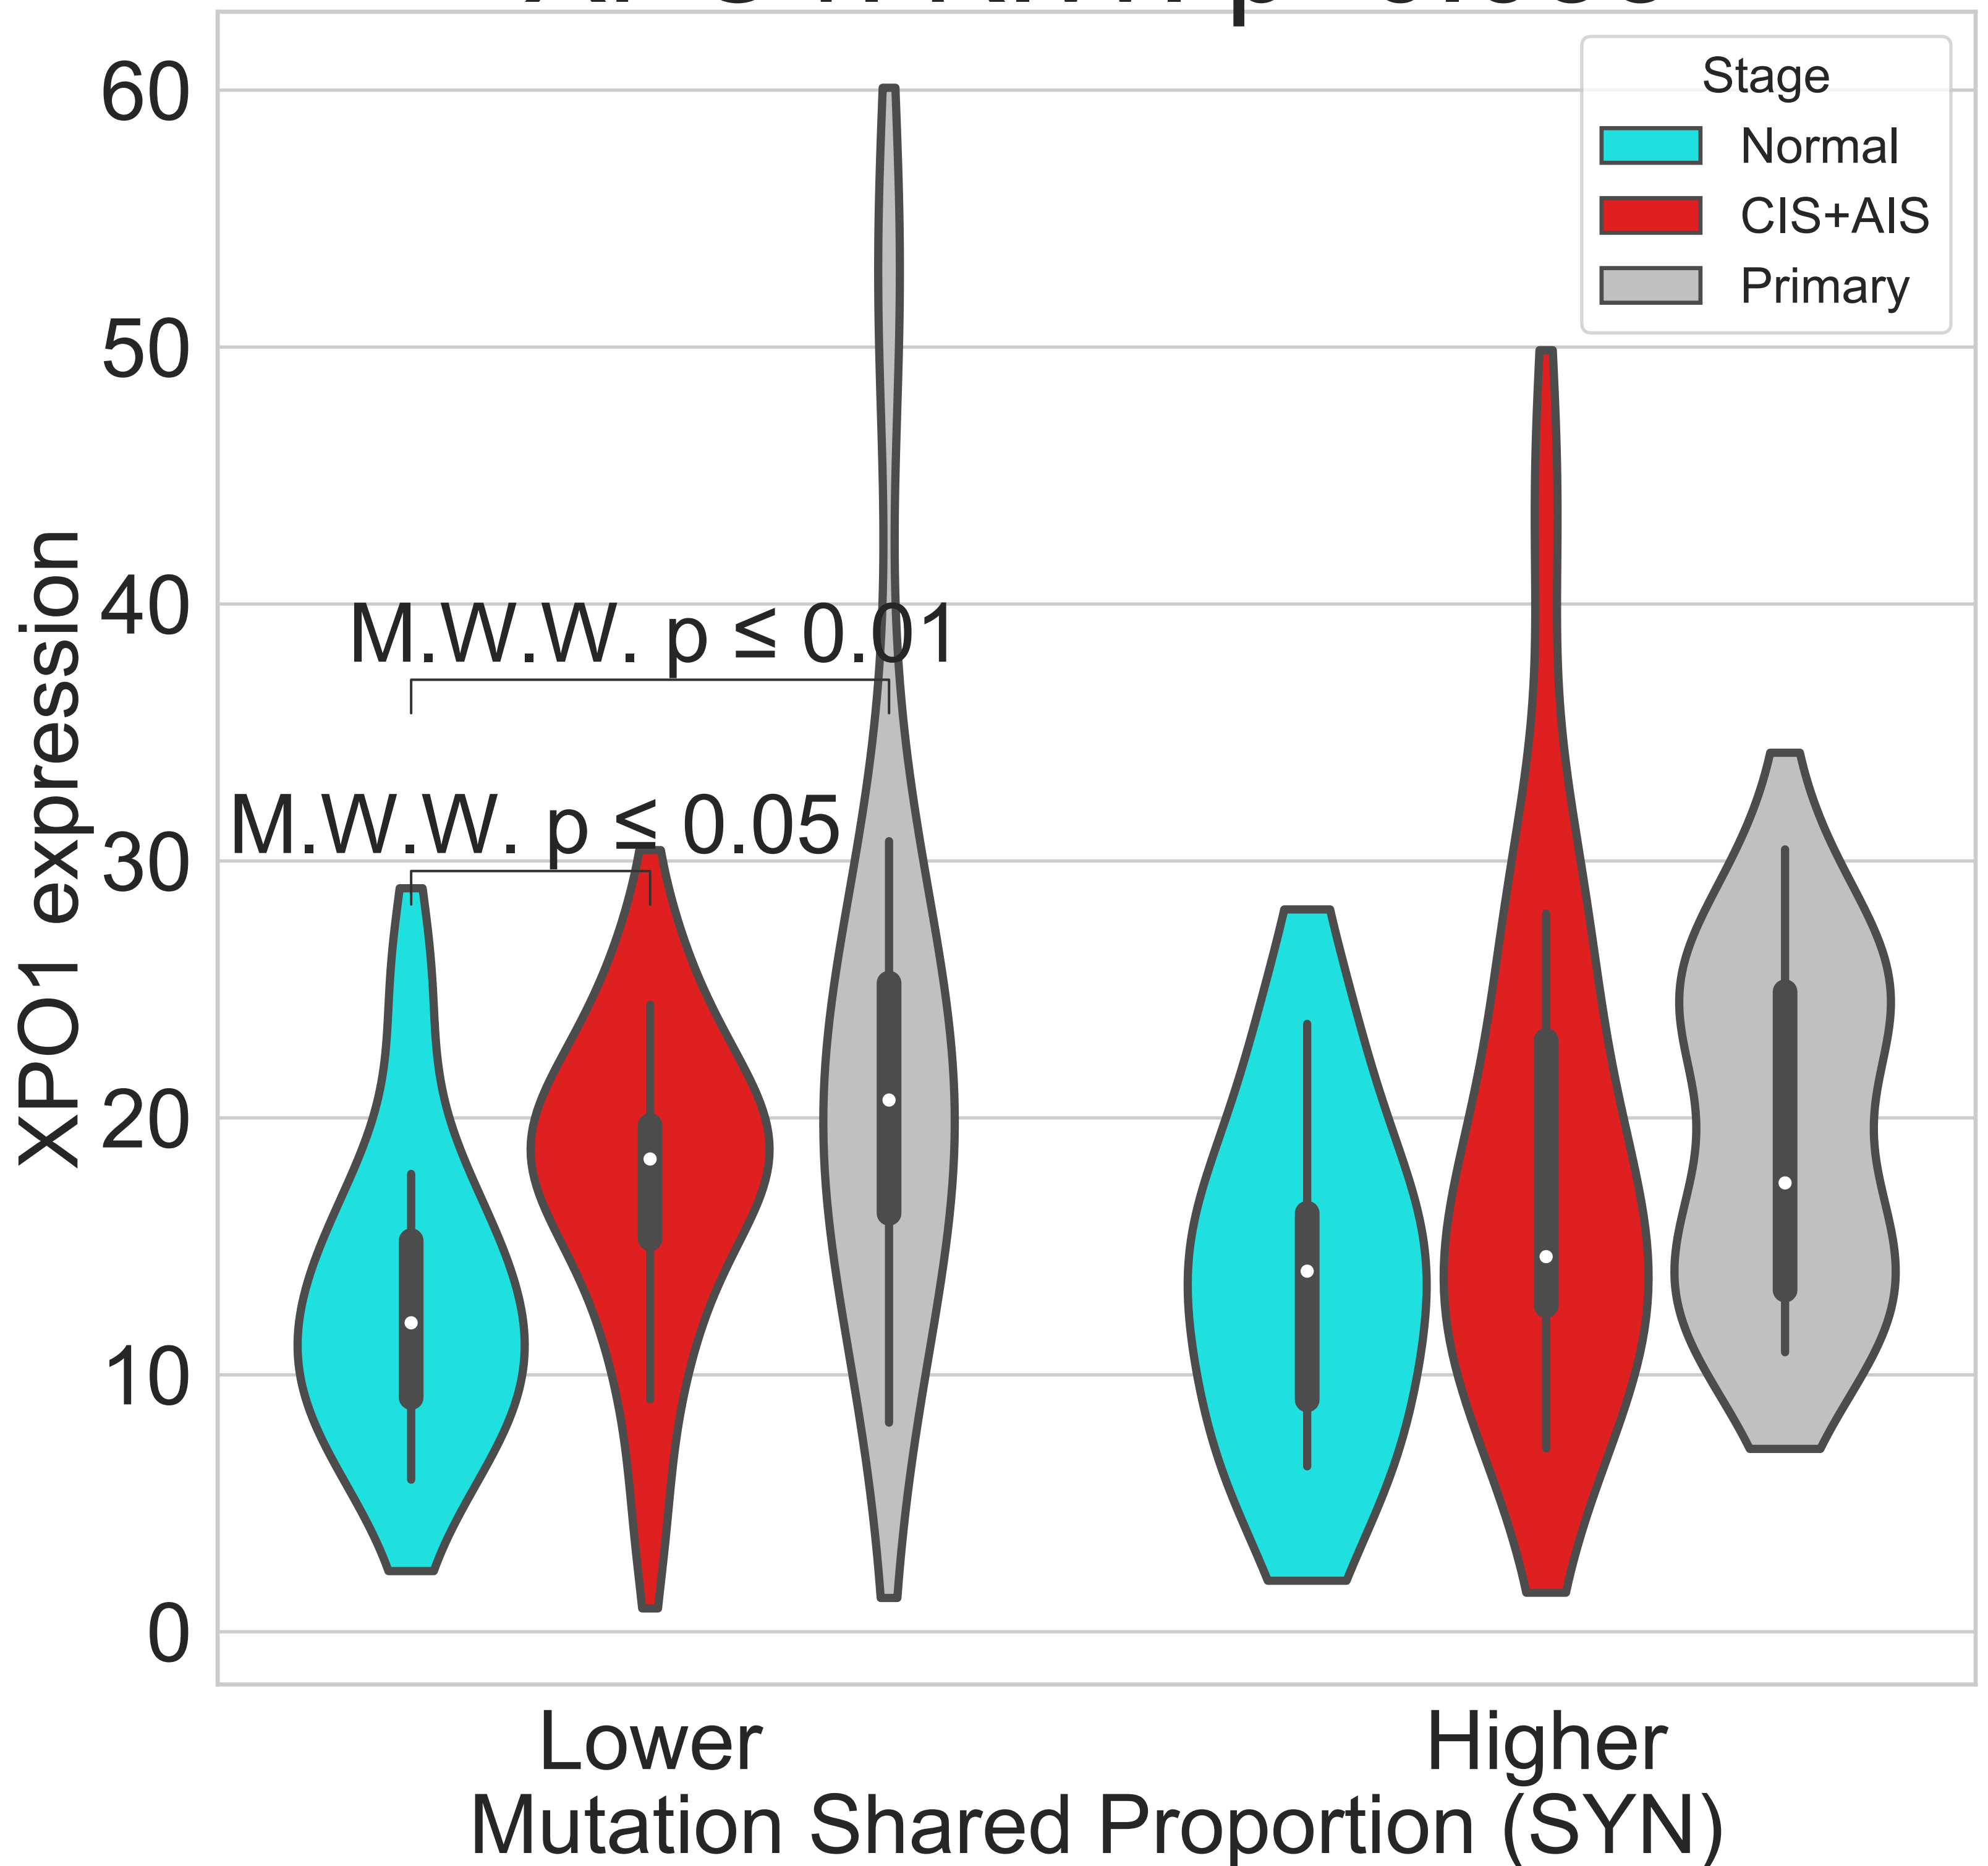 60
50
40
30
20
10
0
XPO1 expression
Stage
Normal
CIS+AIS
Primary
M.W.W. p ≤ 0.01
M.W.W. p ≤ 0.05
Lower
Higher
Mutation Shared Proportion (SYN)